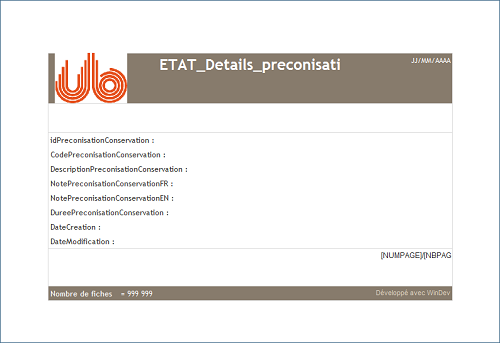 ub
ETAT_Details_preconisati
JJ/MM/AAAA
idPreconisationConservation :
CodePreconisationConservation :
DescriptionPreconisationConservation :
NotePreconisationConservationFR :
NotePreconisationConservationEN :
DureePreconisationConservation :
DateCreation :
DateModification :
[NUMPAGE]/[NBPAG
Nombre de fiches = 999 999
Développé avec WinDev